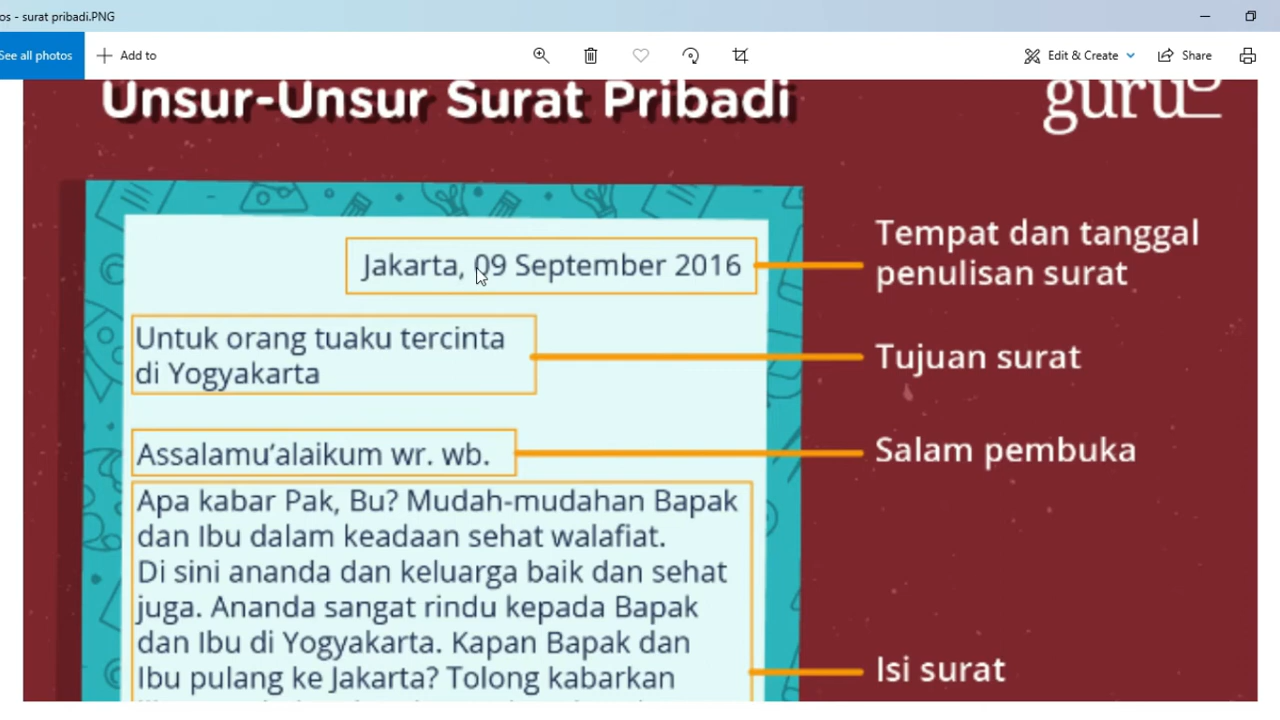 os - surat pribadi.PNG
See all photos
Add to
Edit & Create
Share
Unsur-Unsur Surat Pribadi
guru
Jakarta, 09 September 2016
Tempat dan tanggal
penulisan surat
Untuk orang tuaku tercinta
di Yogyakarta
Tujuan surat
Assalamu’alaikum wr. wb.
Salam pembuka
Apa kabar Pak, Bu? Mudah-mudahan Bapak
dan Ibu dalam keadaan sehat walafiat.
Di sini ananda dan keluarga baik dan sehat
juga. Ananda sangat rindu kepada Bapak
dan Ibu di Yogyakarta. Kapan Bapak dan
Ibu pulang ke Jakarta? Tolong kabarkan
Isi surat